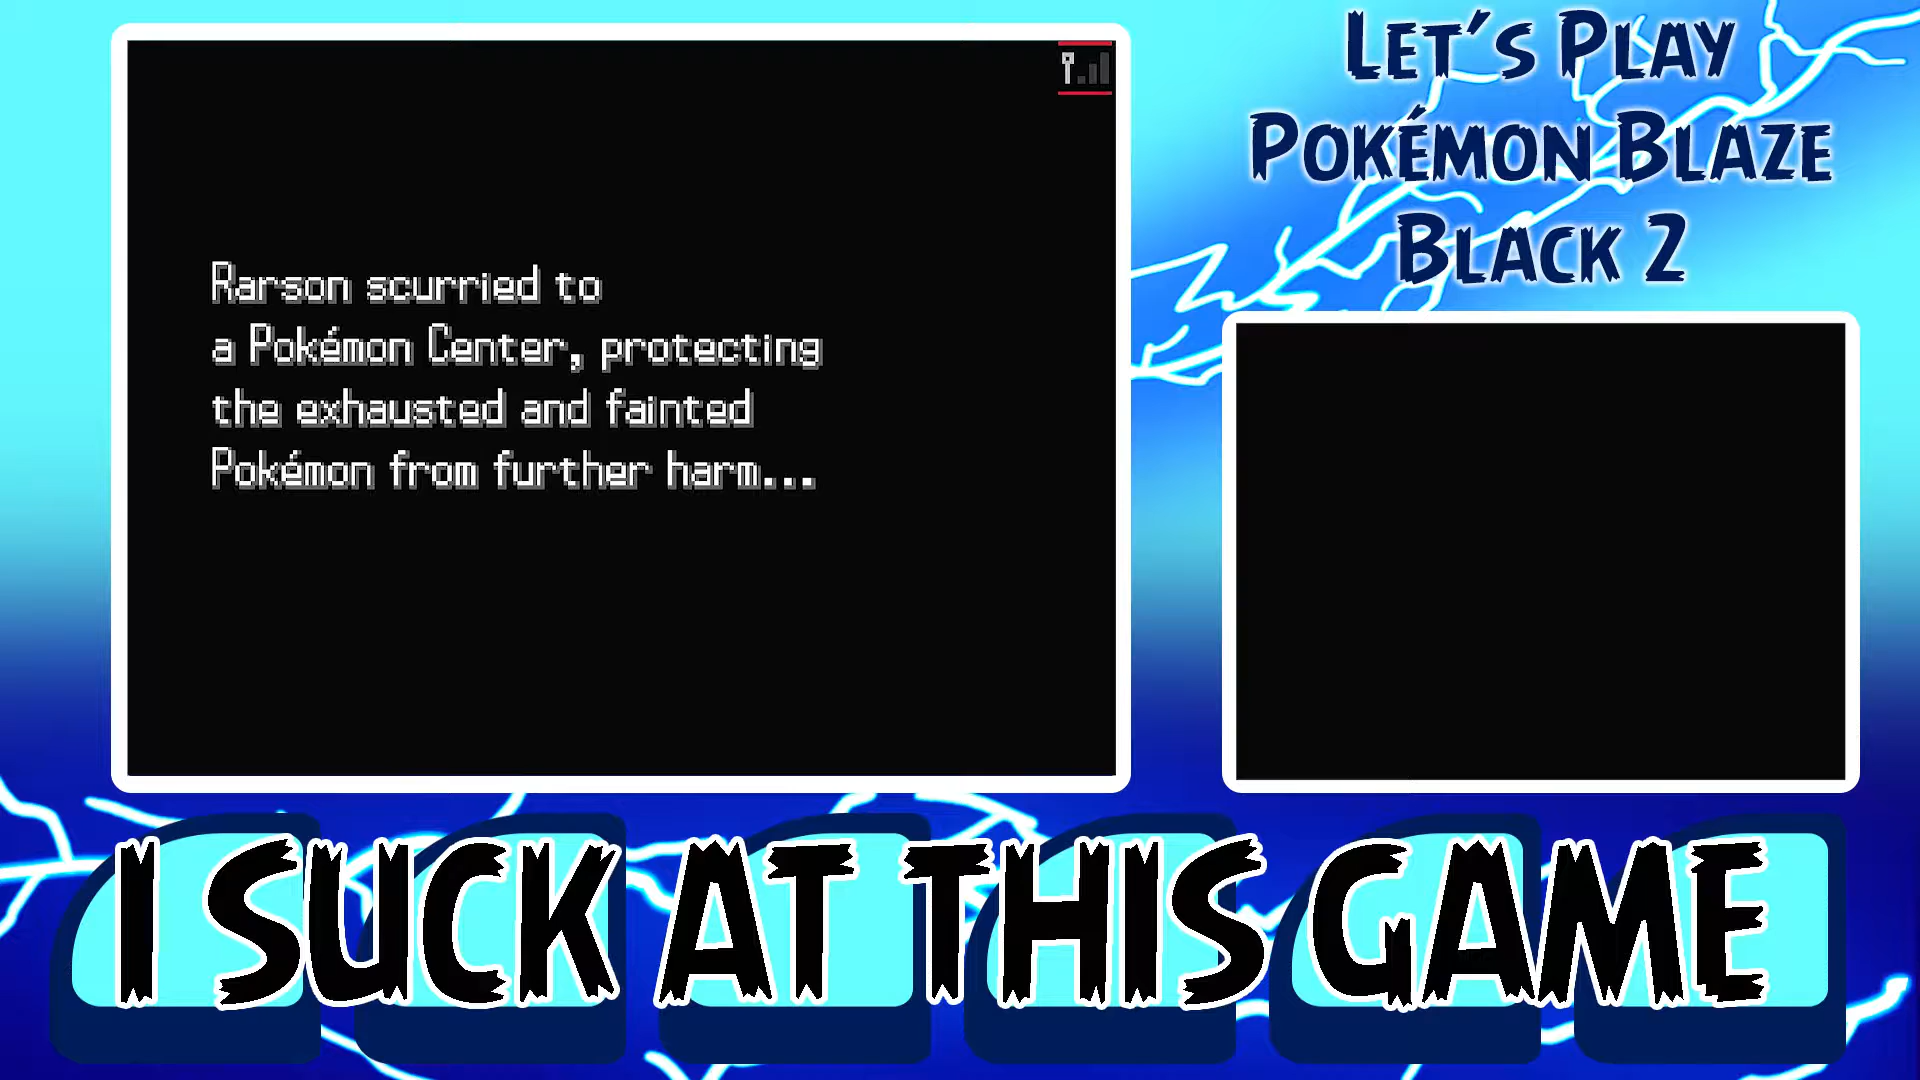 Let's Play
Pokémon Blaze
Black 2
Rarson scurried to
a Pokémon Center, protecting
the exhausted and fainted
Pokémon from further harm...
I SUCK AT THIS GAME